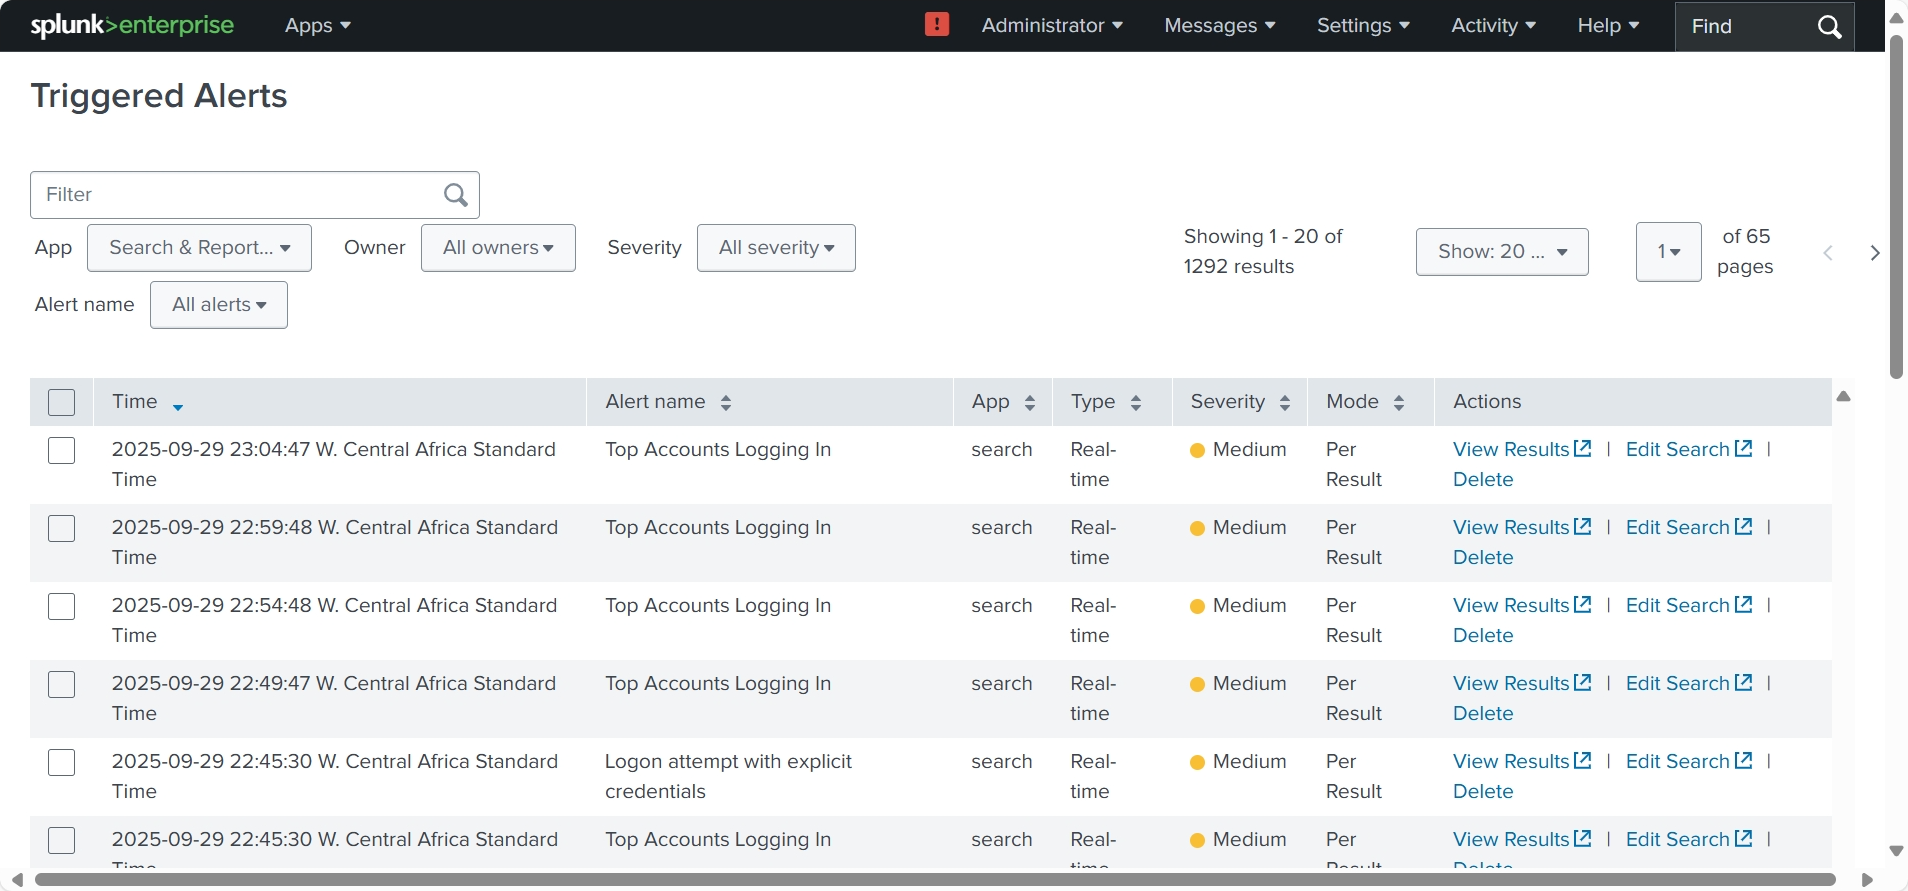 splunk>enterprise Apps Administrator Messages Settings Activity Help Find
Triggered Alerts
Filter
App Search & Report... Owner All owners Severity All severity
Showing 1 - 20 of
1292 results
Show: 20 ...
1
of 65
pages
Alert name All alerts
Time Alert name App Type Severity Mode Actions
2025-09-29 23:04:47 W. Central Africa Standard Top Accounts Logging In search Real- Medium Per View Results | Edit Search |
Time time Result Delete
2025-09-29 22:59:48 W. Central Africa Standard Top Accounts Logging In search Real- Medium Per View Results | Edit Search |
Time time Result Delete
2025-09-29 22:54:48 W. Central Africa Standard Top Accounts Logging In search Real- Medium Per View Results | Edit Search |
Time time Result Delete
2025-09-29 22:49:47 W. Central Africa Standard Top Accounts Logging In search Real- Medium Per View Results | Edit Search |
Time time Result Delete
2025-09-29 22:45:30 W. Central Africa Standard Logon attempt with explicit search Real- Medium Per View Results | Edit Search |
Time credentials time Result Delete
2025-09-29 22:45:30 W. Central Africa Standard Top Accounts Logging In search Real- Medium Per View Results | Edit Search |